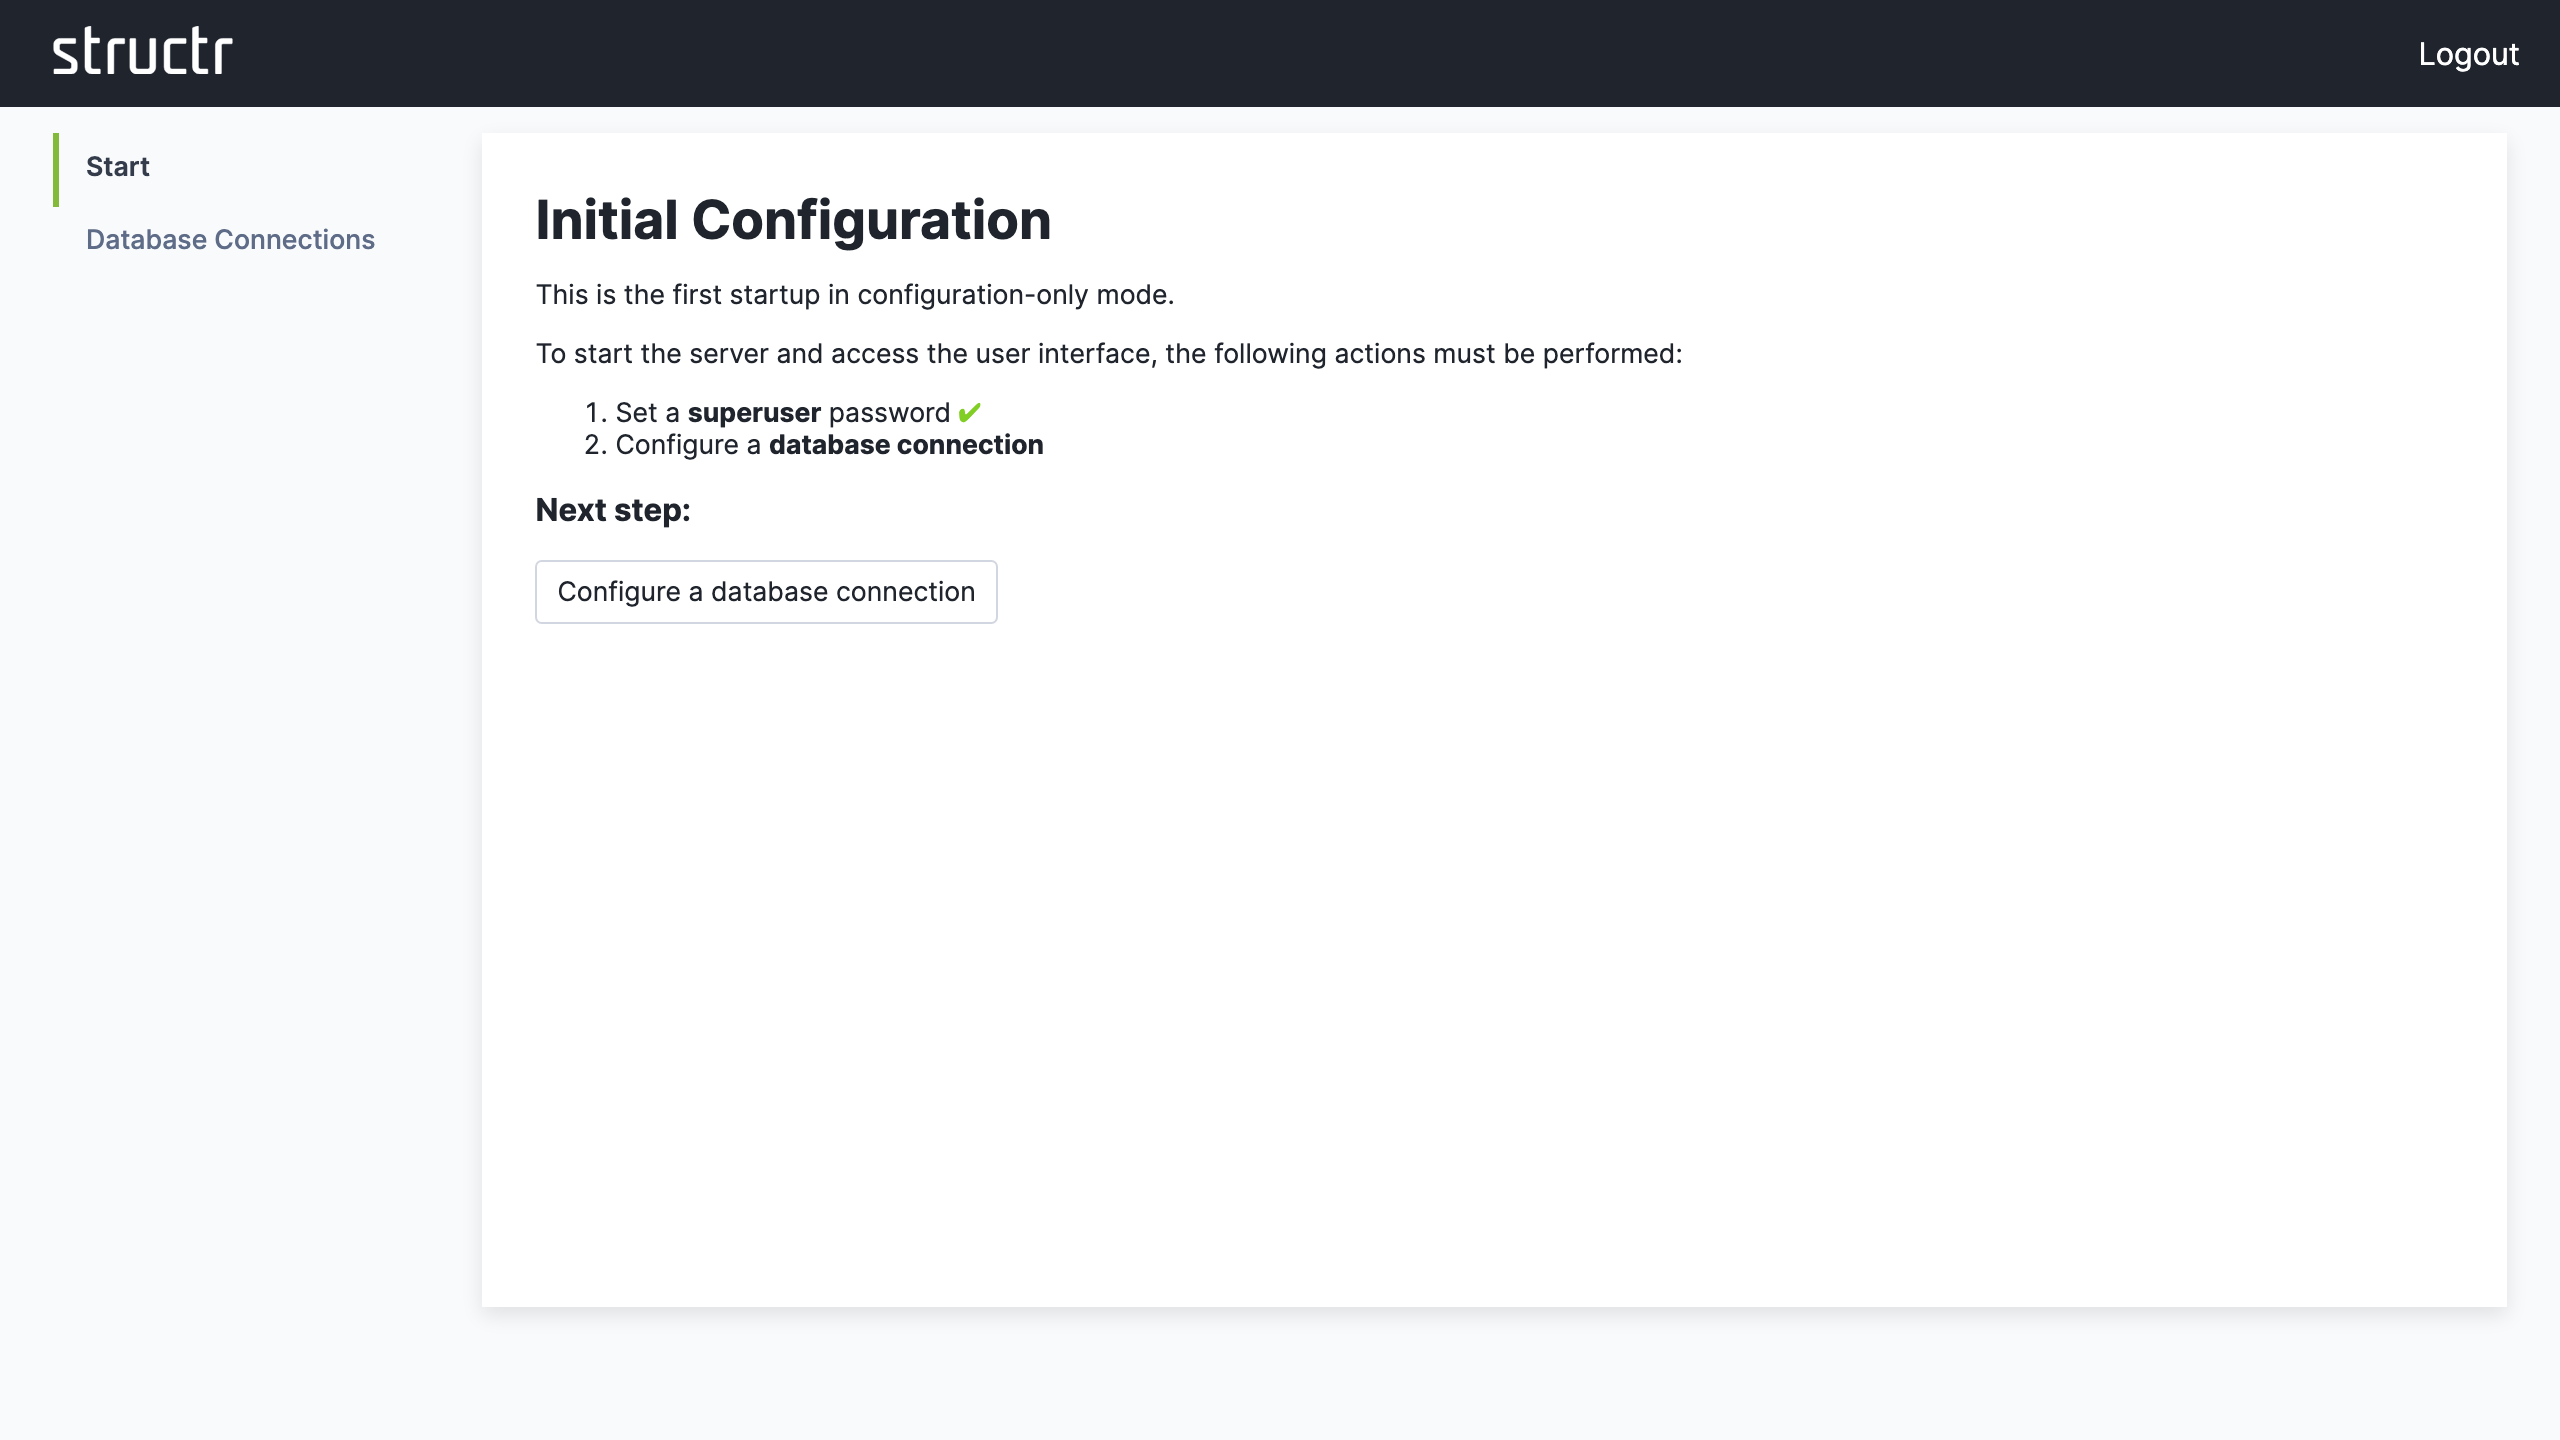 structr
Logout
Start
Database Connections
Initial Configuration
This is the first startup in configuration-only mode.
To start the server and access the user interface, the following actions must be performed:
1. Set a superuser password ✔
2. Configure a database connection
Next step:
Configure a database connection